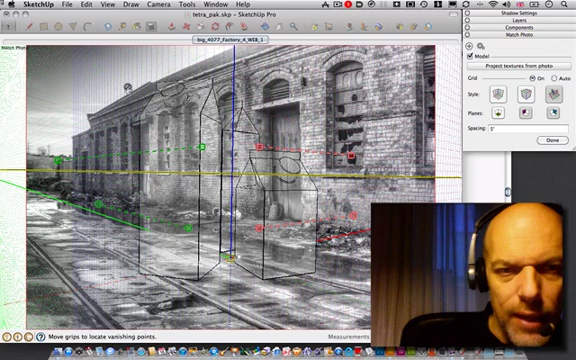 SketchUp File Edit View Camera Draw Tools Window Help
tetra_pak.skp - SketchUp
big_4077_Factory_4_WEB_1
Match Photo
Shadow Settings
Layers
Components
Match Photo
Model
Project textures from photo
Grid On Auto
Style:
Planes:
Spacing: 5'
Done
Move grips to locate vanishing points.
Measurements